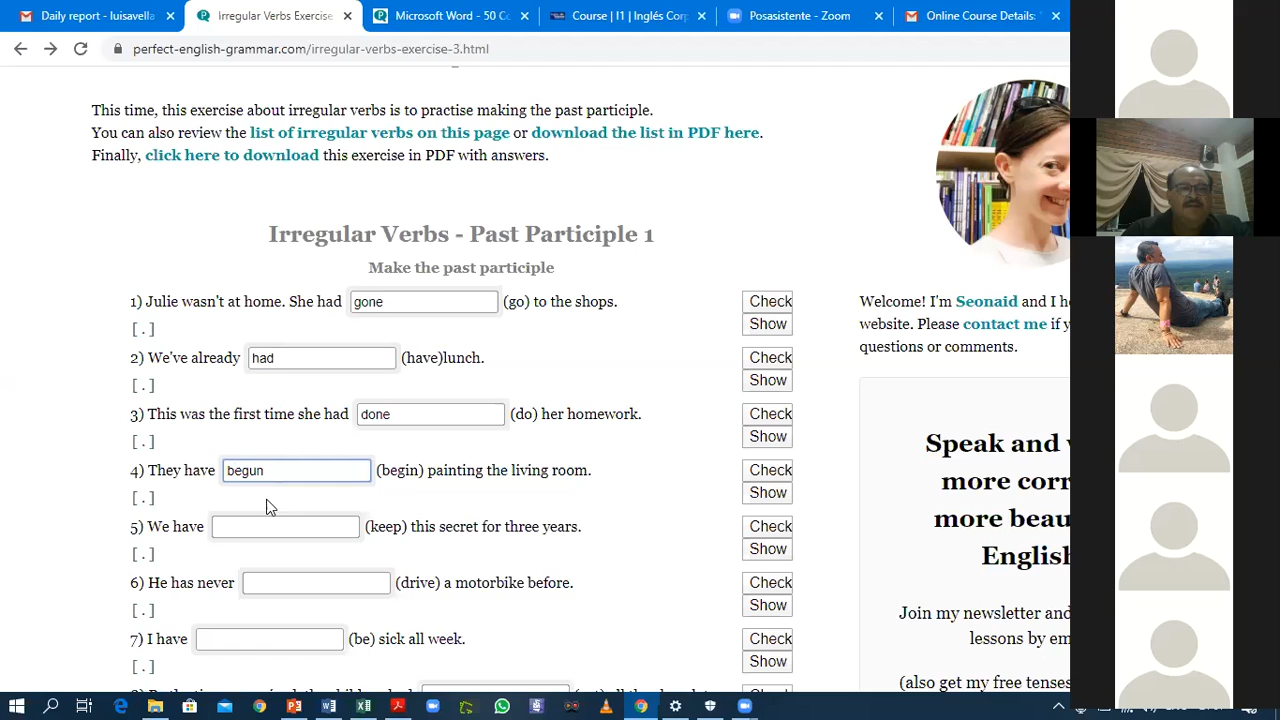 Daily report - luisavella
Irregular Verbs Exercise
Microsoft Word - 50 Co
Course | I1 | Inglés Corp
Posasistente - Zoom
Online Course Details:
perfect-english-grammar.com/irregular-verbs-exercise-3.html
This time, this exercise about irregular verbs is to practise making the past participle.
You can also review the list of irregular verbs on this page or download the list in PDF here.
Finally, click here to download this exercise in PDF with answers.
Irregular Verbs - Past Participle 1
Make the past participle
1) Julie wasn't at home. She had gone (go) to the shops. Check
[ . ] Show
2) We've already had (have)lunch. Check
[ . ] Show
3) This was the first time she had done (do) her homework. Check
[ . ] Show
4) They have begun (begin) painting the living room. Check
[ . ] Show
5) We have (keep) this secret for three years. Check
[ . ] Show
6) He has never (drive) a motorbike before. Check
[ . ] Show
7) I have (be) sick all week. Check
[ . ] Show
Welcome! I'm Seonaid and I h
website. Please contact me if y
questions or comments.
Speak and
more corr
more beau
English
Join my newsletter and
lessons by em
(also get my free tenses